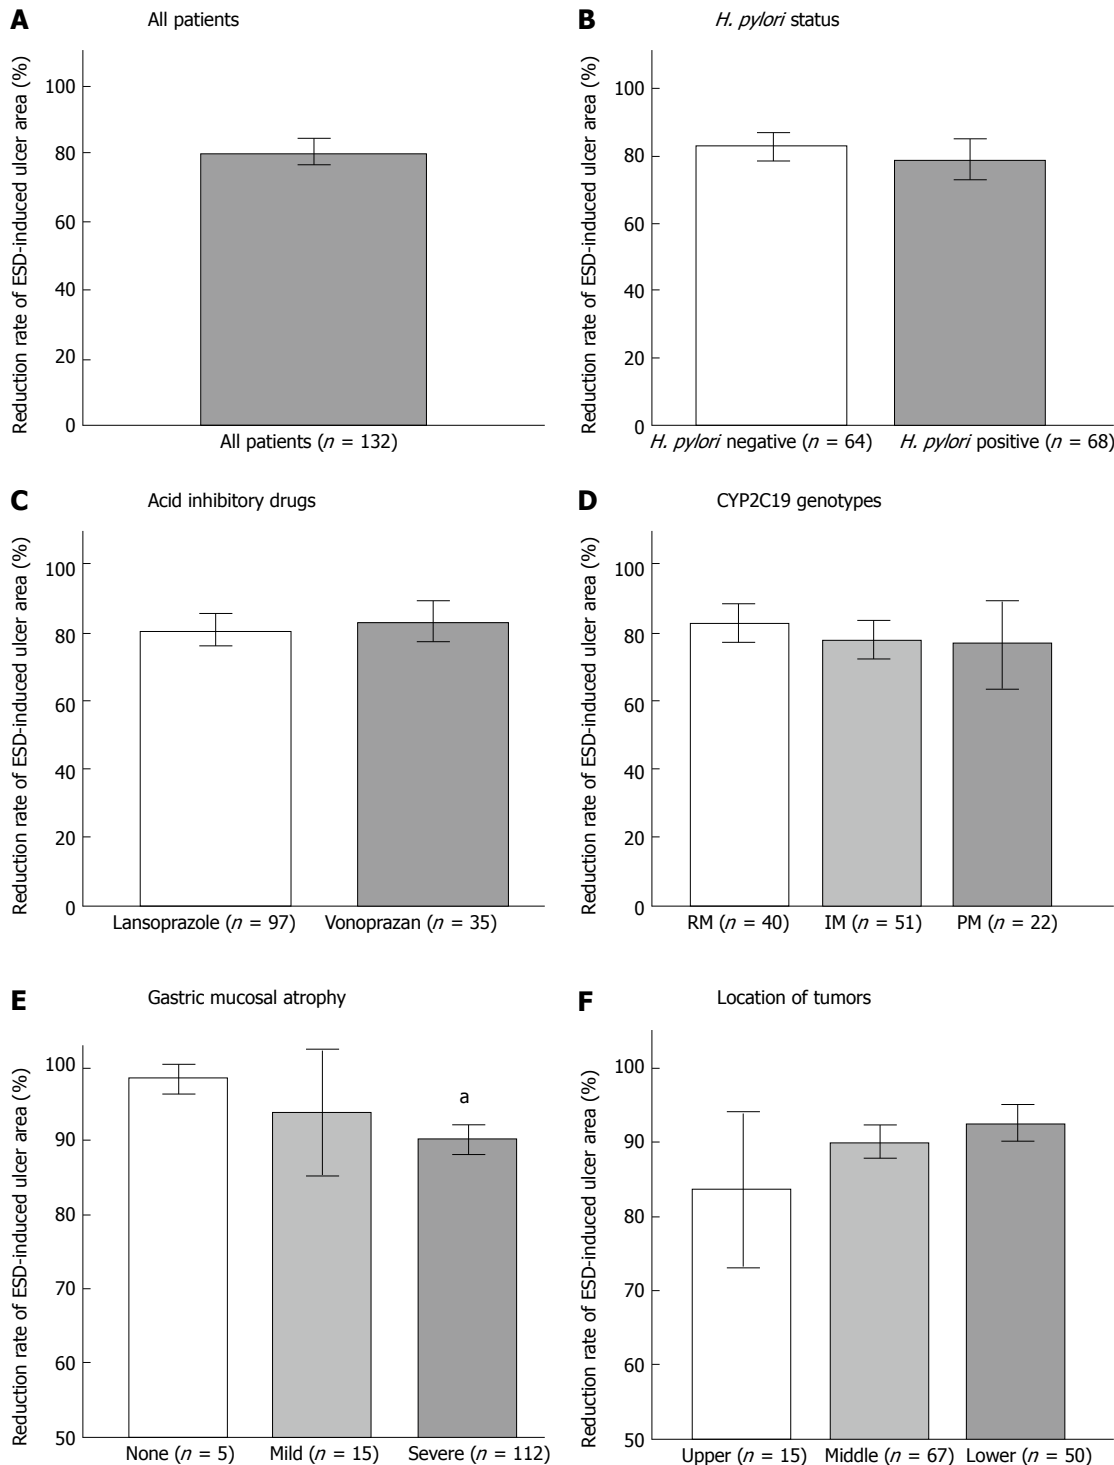 A All patients
Reduction rate of ESD-induced ulcer area (%)
100
80
60
40
20
0
All patients (n = 132)
B H. pylori status
Reduction rate of ESD-induced ulcer area (%)
100
80
60
40
20
0
H. pylori negative (n = 64) H. pylori positive (n = 68)
C Acid inhibitory drugs
Reduction rate of ESD-induced ulcer area (%)
100
80
60
40
20
0
Lansoprazole (n = 97) Vonoprazan (n = 35)
D CYP2C19 genotypes
Reduction rate of ESD-induced ulcer area (%)
100
80
60
40
20
0
RM (n = 40) IM (n = 51) PM (n = 22)
E Gastric mucosal atrophy
Reduction rate of ESD-induced ulcer area (%)
100
90
80
70
60
50
a
None (n = 5) Mild (n = 15) Severe (n = 112)
F Location of tumors
Reduction rate of ESD-induced ulcer area (%)
100
90
80
70
60
50
Upper (n = 15) Middle (n = 67) Lower (n = 50)